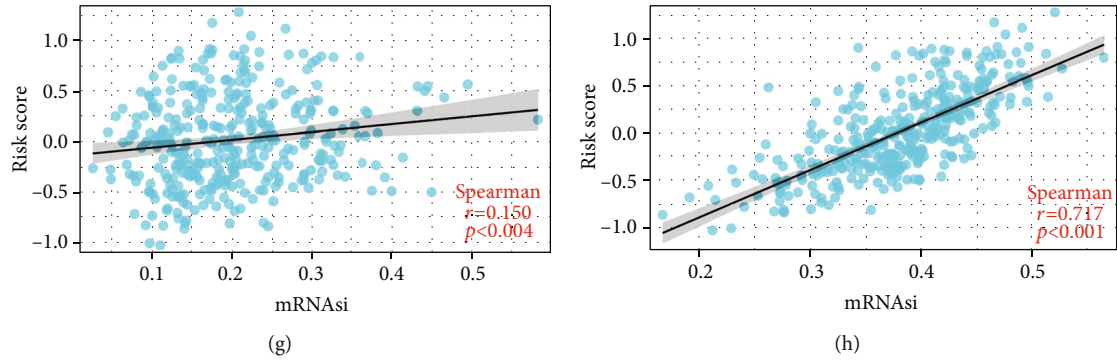 1.0
0.5
0.0
−0.5
−1.0
Risk score
Spearman
r=0.150
p<0.004
0.1 0.2 0.3 0.4 0.5
mRNAsi
(g)
1.0
0.5
0.0
−0.5
−1.0
Risk score
Spearman
r=0.717
p<0.001
0.2 0.3 0.4 0.5
mRNAsi
(h)